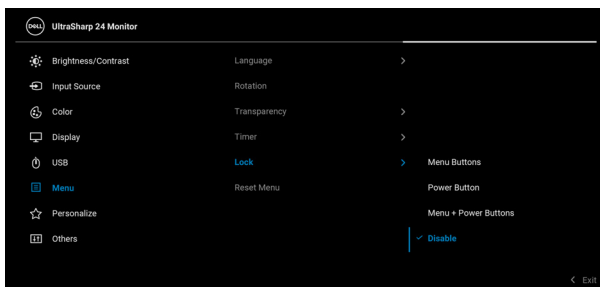 DELL UltraSharp 24 Monitor
Brightness/Contrast Language
Input Source Rotation
Color Transparency
Display Timer
USB Lock Menu Buttons
Menu Reset Menu Power Button
Personalize Menu + Power Buttons
Others Disable
Exit